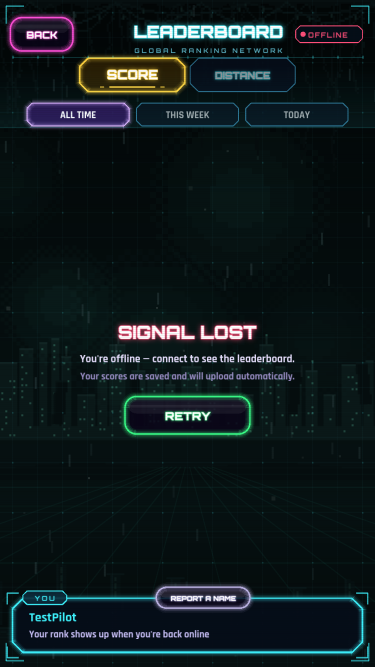 BACK
LEADERBOARD
GLOBAL RANKING NETWORK
OFFLINE
SCORE
DISTANCE
ALL TIME
THIS WEEK
TODAY
SIGNAL LOST
You're offline — connect to see the leaderboard.
Your scores are saved and will upload automatically.
RETRY
YOU
REPORT A NAME
TestPilot
Your rank shows up when you're back online